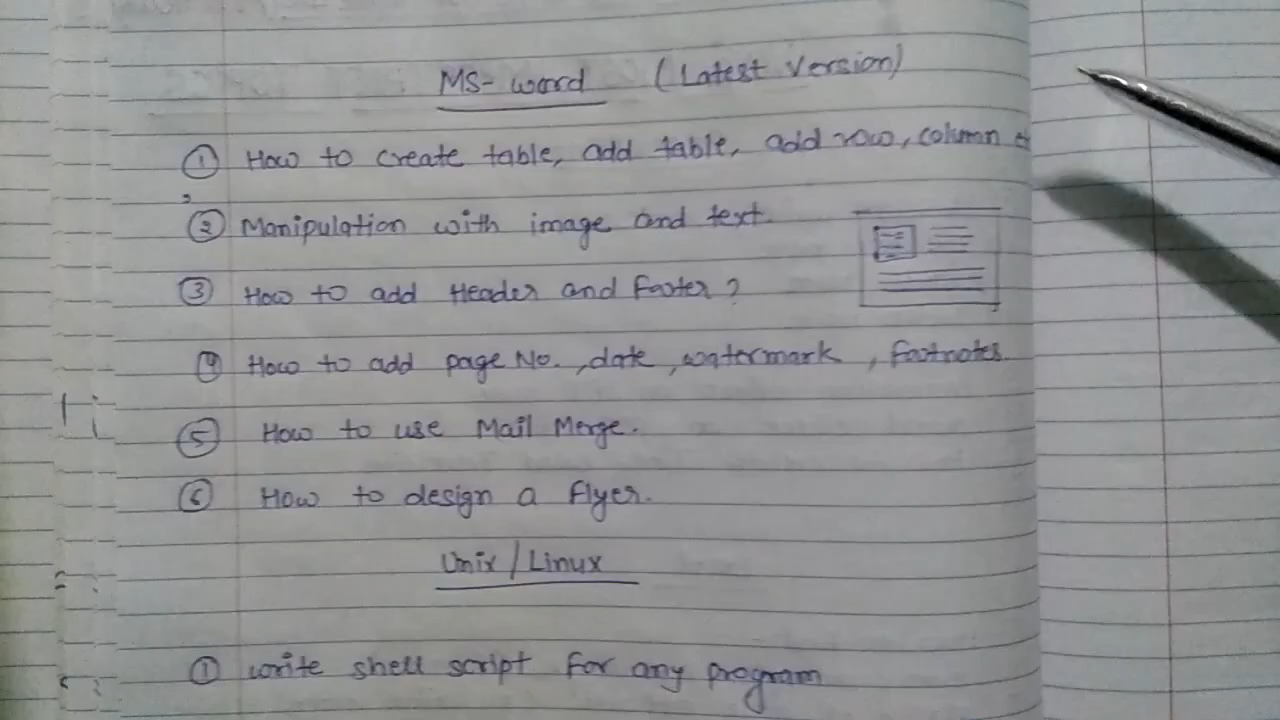 MS-word (Latest Version)
① How to create table, add table, add row, column
② Manipulation with image and text.
③ How to add Header and Footer?
④ How to add page No., date, watermark, footnotes.
⑤ How to use Mail Merge.
⑥ How to design a flyer.
Unix/Linux
① write shell script for any program